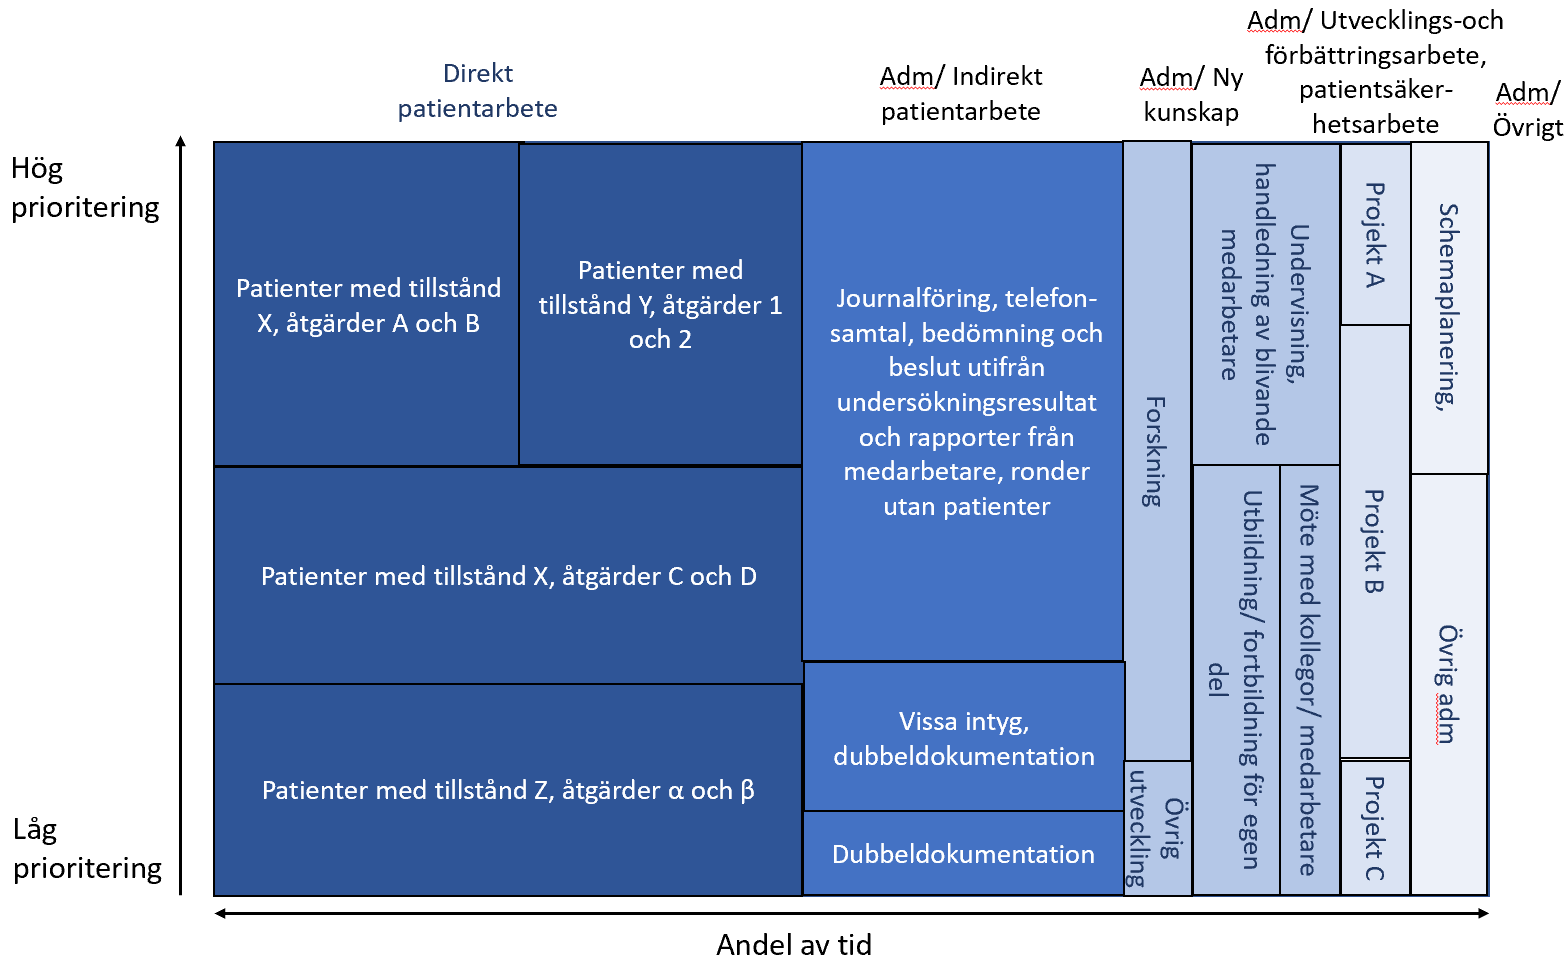 Direkt
patientarbete
Adm/ Indirekt
patientarbete
Adm/ Ny
kunskap
Adm/ Utvecklings-och
förbättringsarbete,
patientsäker-
hetsarbete
Adm/
Övrigt
Hög
prioritering
Låg
prioritering
Patienter med tillstånd
X, åtgärder A och B
Patienter med
tillstånd Y, åtgärder 1
och 2
Patienter med tillstånd X, åtgärder C och D
Patienter med tillstånd Z, åtgärder α och β
Journalföring, telefon-
samtal, bedömning och
beslut utifrån
undersökningsresultat
och rapporter från
medarbetare, ronder
utan patienter
Vissa intyg,
dubbeldokumentation
Dubbeldokumentation
Forskning
Övrig
utveckling
Undervisning,
handledning av blivande
medarbetare
Utbildning/ fortbildning för egen
del
Möte med kollegor/ medarbetare
Projekt A
Projekt B
Projekt C
Schemaplanering,
Övrig adm
Andel av tid